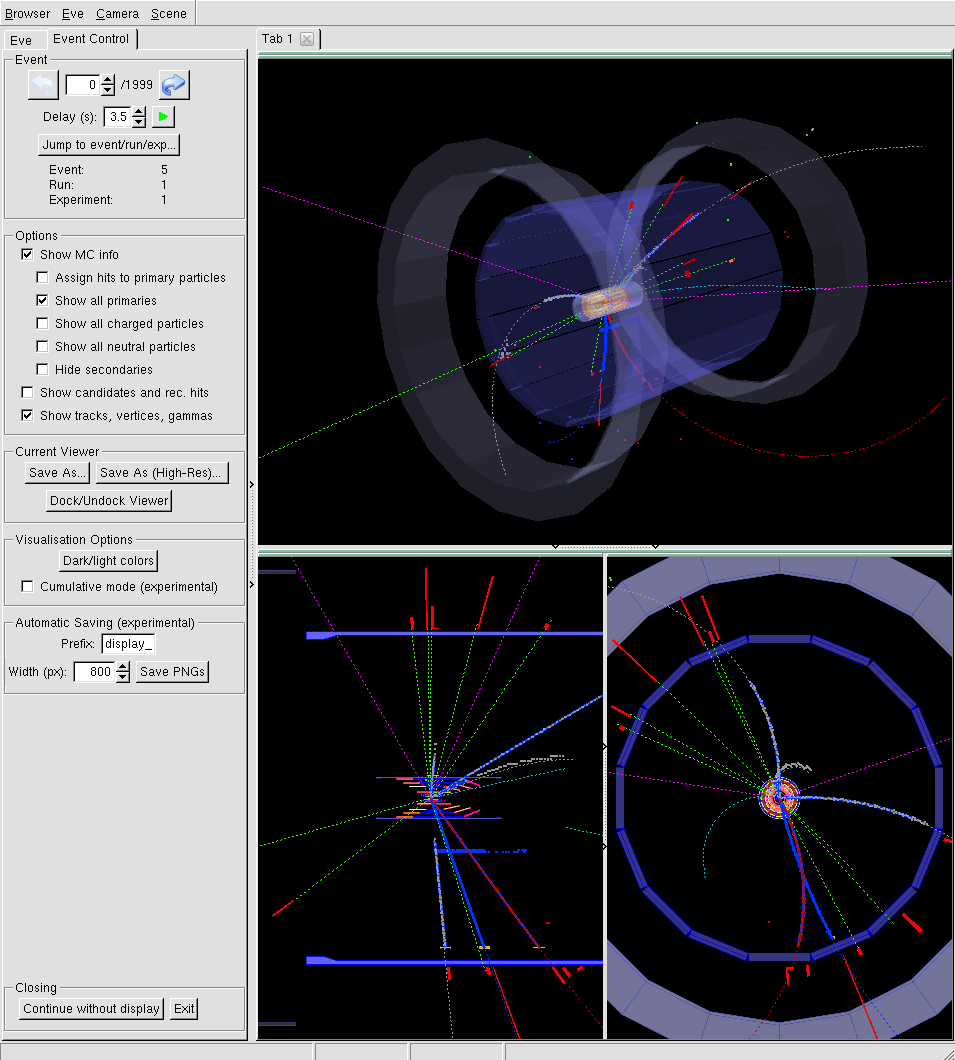 Browser Eve Camera Scene
Eve Event Control Tab 1
Event
0 /1999
Delay (s): 3.5
Jump to event/run/exp...
Event: 5
Run: 1
Experiment: 1
Options
Show MC info
Assign hits to primary particles
Show all primaries
Show all charged particles
Show all neutral particles
Hide secondaries
Show candidates and rec. hits
Show tracks, vertices, gammas
Current Viewer
Save As... Save As (High-Res)...
Dock/Undock Viewer
Visualisation Options
Dark/light colors
Cumulative mode (experimental)
Automatic Saving (experimental)
Prefix: display_
Width (px): 800 Save PNGs
Closing
Continue without display Exit